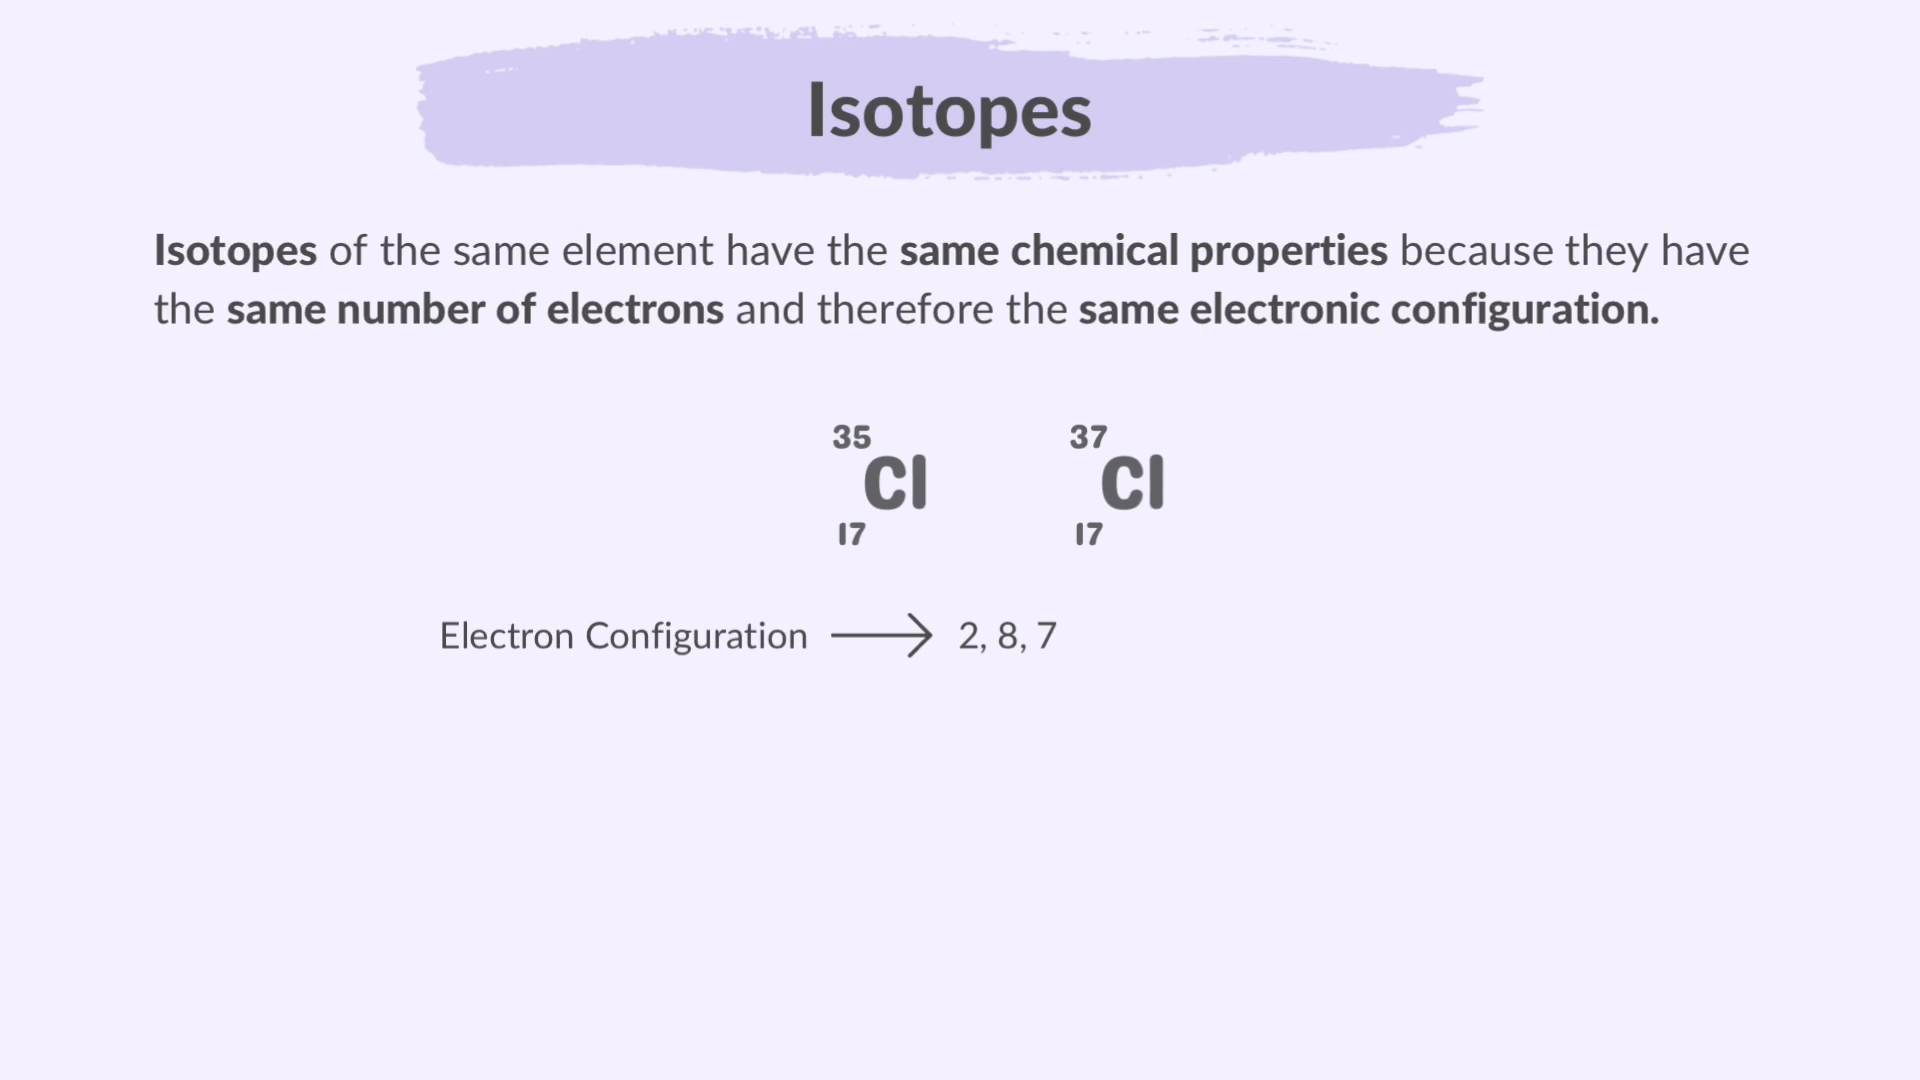 Isotopes
Isotopes of the same element have the same chemical properties because they have
the same number of electrons and therefore the same electronic configuration.
35 37
Cl Cl
17 17
Electron Configuration → 2, 8, 7